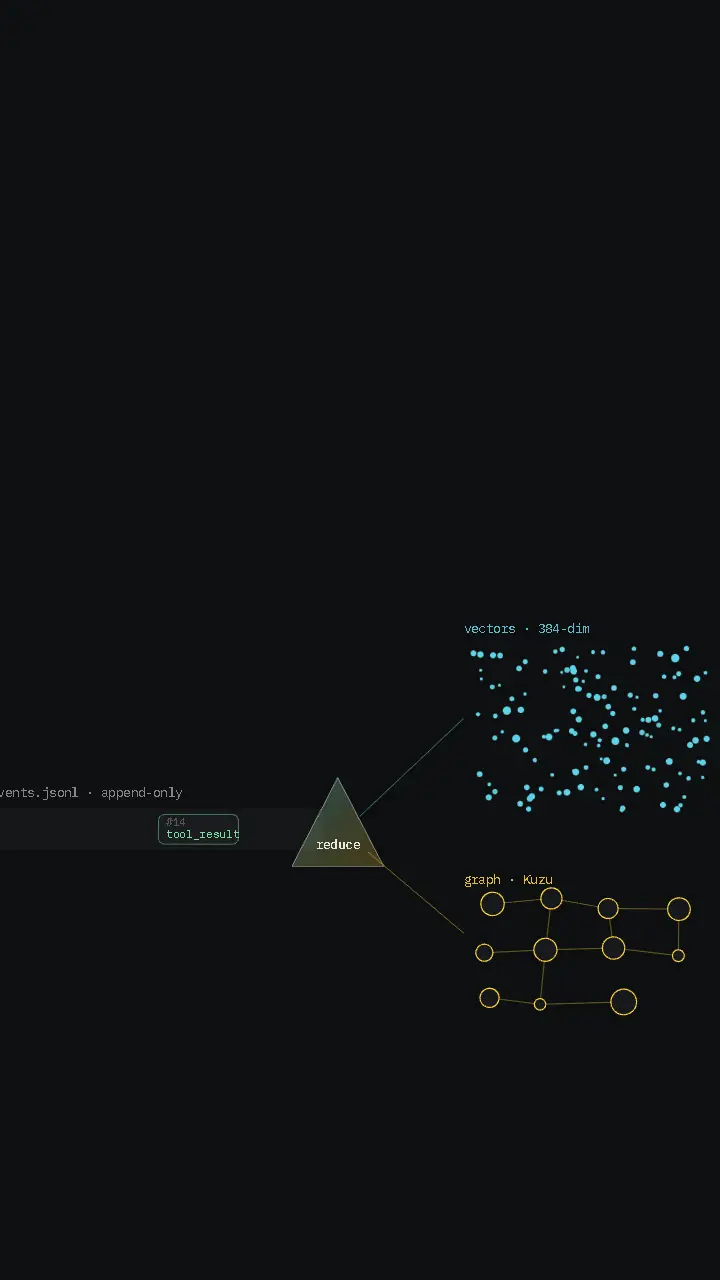 vectors · 384-dim
vents.jsonl · append-only
#14
tool_result
reduce
graph · Kuzu